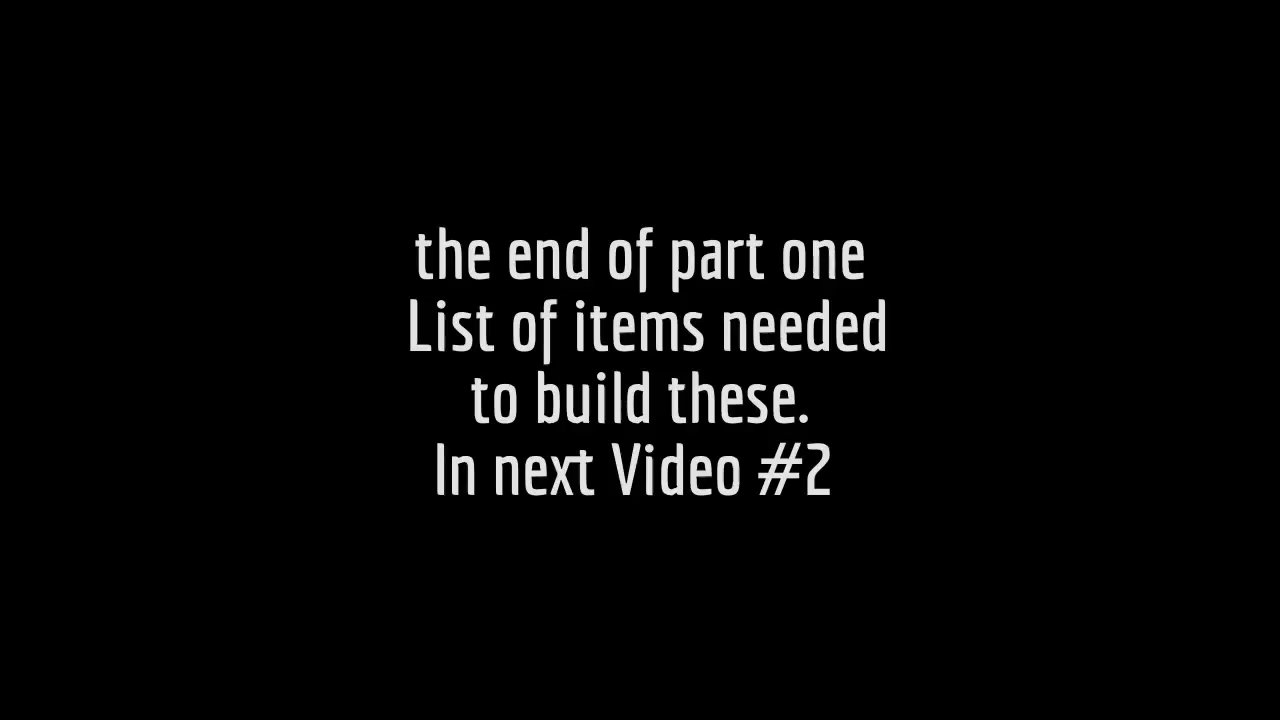 the end of part one
List of items needed
to build these.
In next Video #2